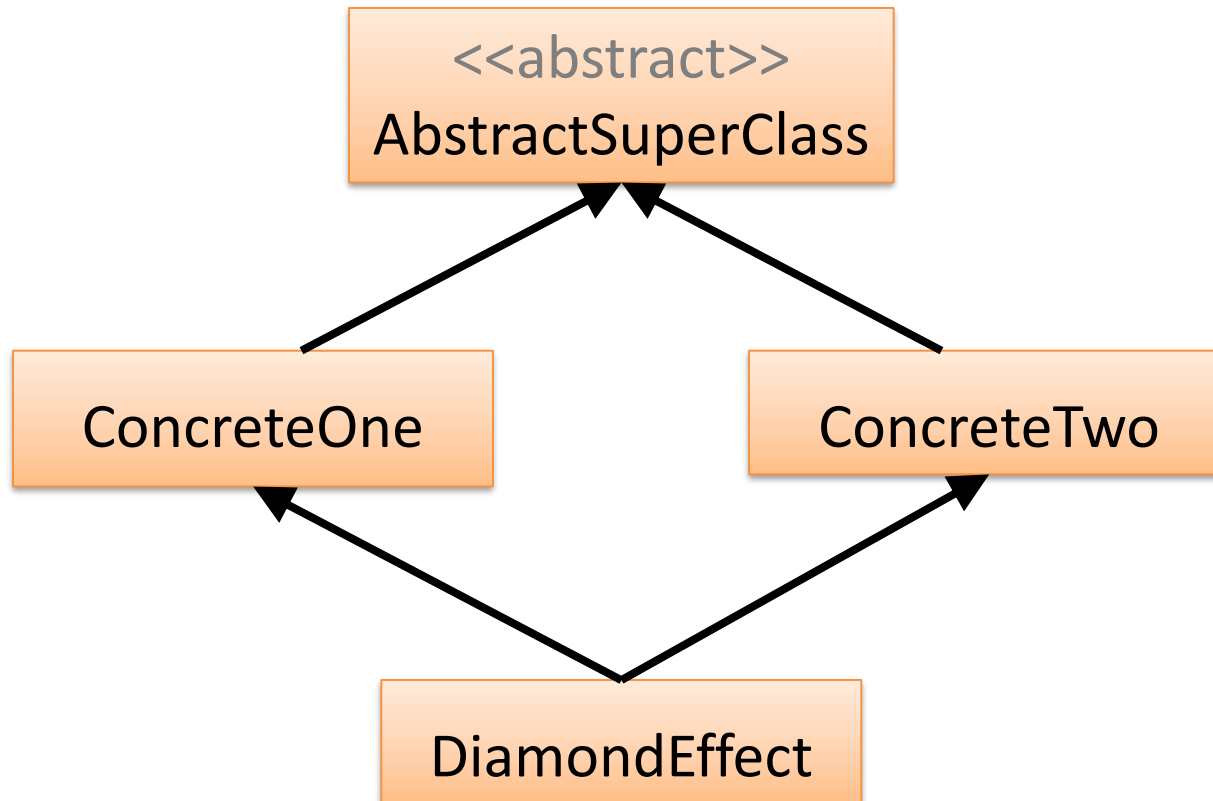 <<abstract>>
AbstractSuperClass
ConcreteOne
ConcreteTwo
DiamondEffect